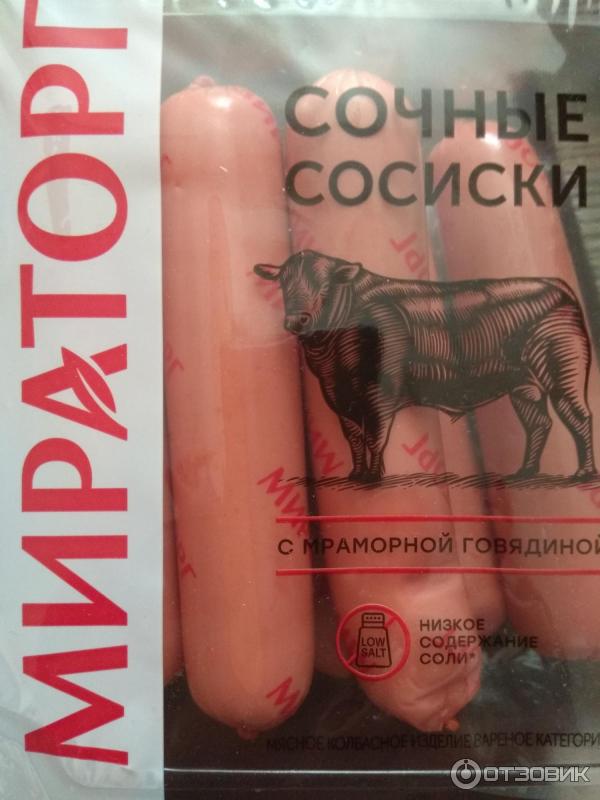 МИРАТОРГ
СОЧНЫЕ
СОСИСКИ
С МРАМОРНОЙ ГОВЯДИНОЙ
LOW
SALT
НИЗКОЕ
СОДЕРЖАНИЕ
СОЛИ*
МЯСНОЕ КОЛБАСНОЕ ИЗДЕЛИЕ ВАРЕНОЕ КАТЕГОРИ
ОТЗОВИК